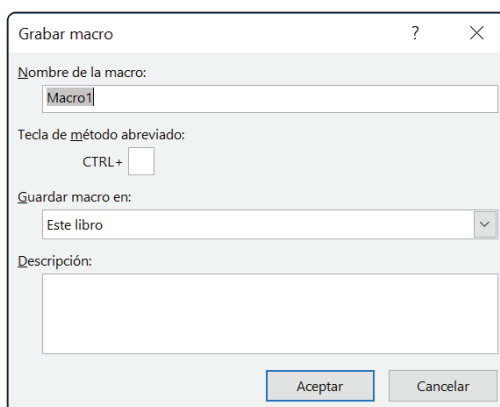 Grabar macro ?
Nombre de la macro:
Macro1
Tecla de método abreviado:
CTRL+
Guardar macro en:
Este libro
Descripción:
Aceptar Cancelar